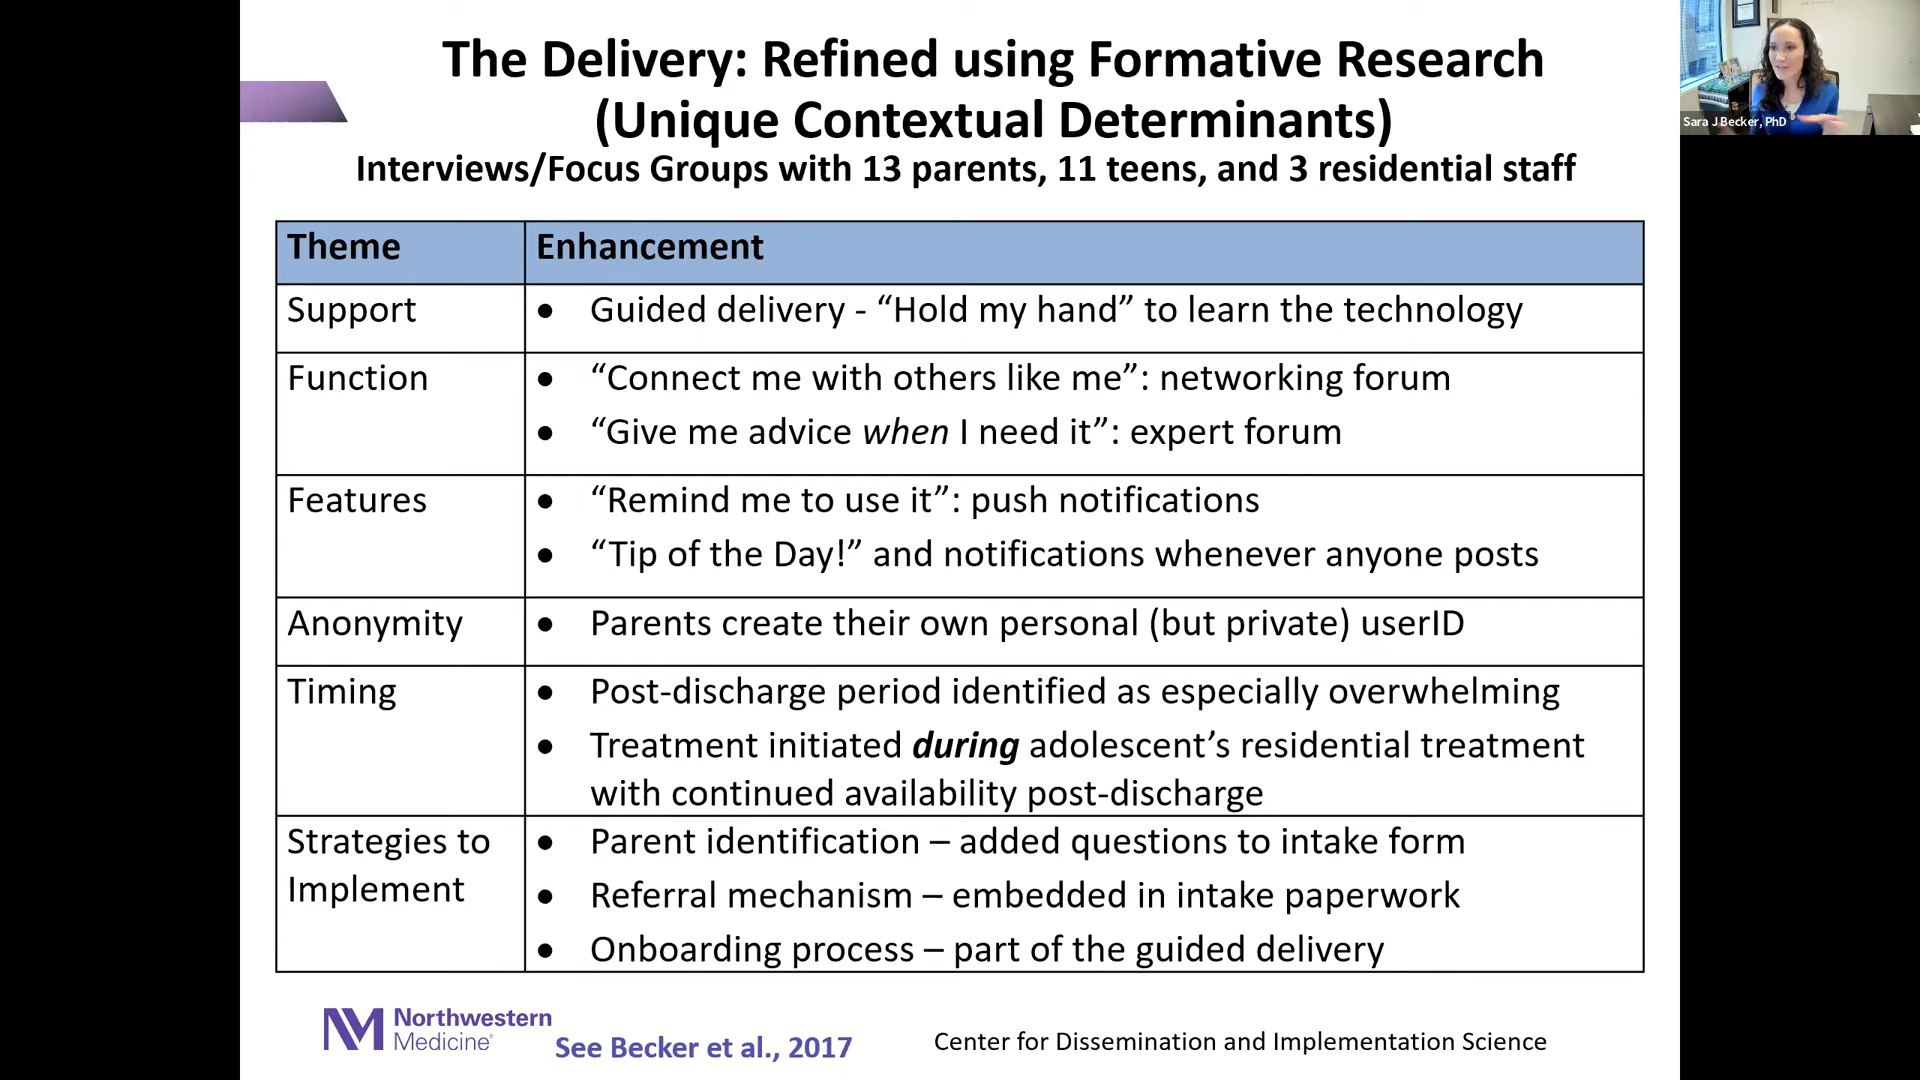 The Delivery: Refined using Formative Research
(Unique Contextual Determinants)
Interviews/Focus Groups with 13 parents, 11 teens, and 3 residential staff
Sara J Becker, PhD
Theme
Enhancement
Support
• Guided delivery - “Hold my hand” to learn the technology
Function
• “Connect me with others like me”: networking forum
• “Give me advice when I need it”: expert forum
Features
• “Remind me to use it”: push notifications
• “Tip of the Day!” and notifications whenever anyone posts
Anonymity
• Parents create their own personal (but private) userID
Timing
• Post-discharge period identified as especially overwhelming
• Treatment initiated during adolescent’s residential treatment
with continued availability post-discharge
Strategies to
Implement
• Parent identification – added questions to intake form
• Referral mechanism – embedded in intake paperwork
• Onboarding process – part of the guided delivery
NM Northwestern
Medicine®
See Becker et al., 2017
Center for Dissemination and Implementation Science